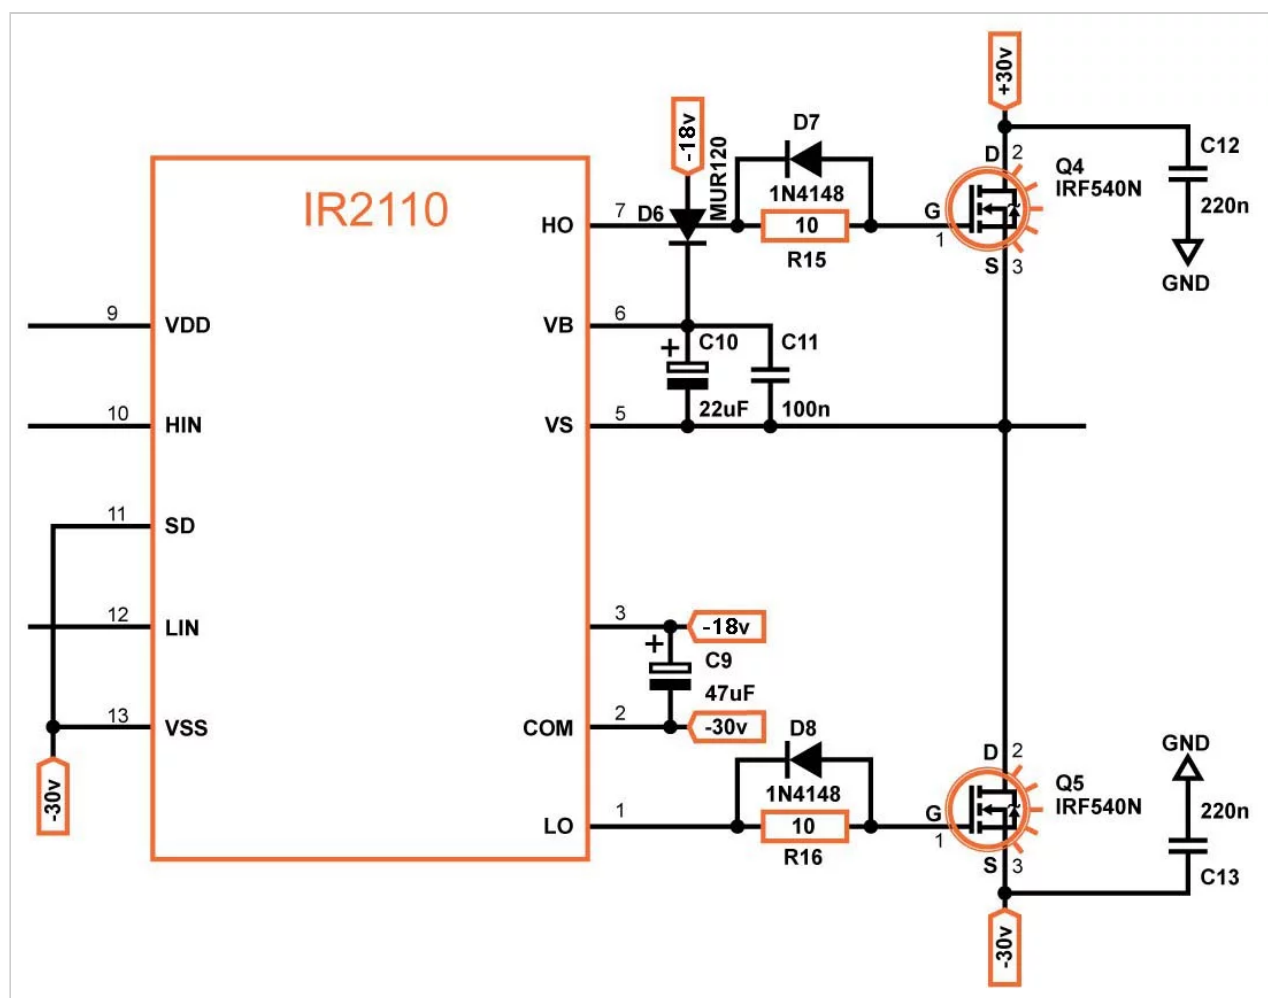 +30v
-18v
MUR120
D7
1N4148
10
R15
D6
D 2
Q4
IRF540N
G
1
S 3
C12
220n
GND
IR2110
HO 7
VDD 9
VB 6
C10
22uF
C11
100n
HIN 10
VS 5
SD 11
LIN 12
3
-18v
C9
47uF
VSS 13
COM 2
-30v
-30v
D8
1N4148
10
R16
LO 1
D 2
Q5
IRF540N
G
1
S 3
GND
220n
C13
-30v
+
+